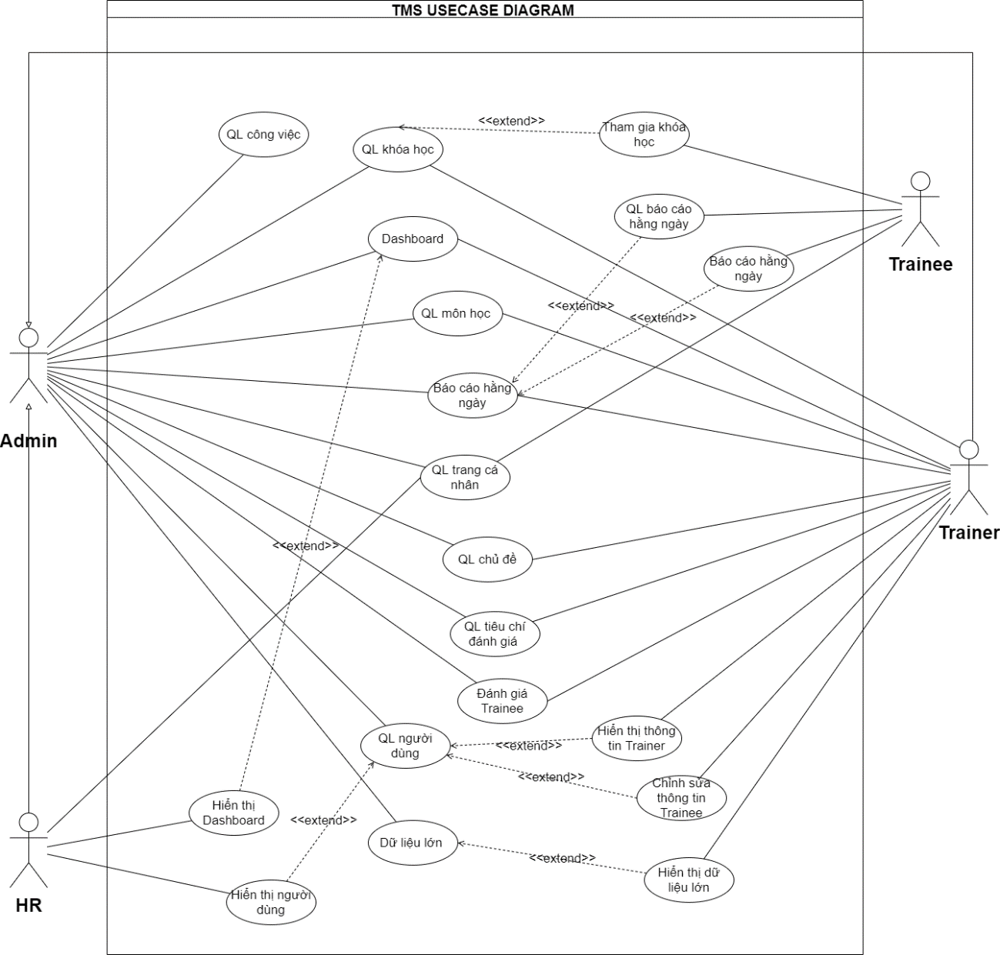 TMS USECASE DIAGRAM
<<extend>>
Tham gia khóa
học
QL công việc
QL khóa học
QL báo cáo
hằng ngày
Dashboard
Trainee
Báo cáo hằng
ngày
<<extend>>
QL môn học
<<extend>>
Báo cáo hằng
ngày
Admin
QL trang cá
nhân
Trainer
<<extend>>
QL chủ đề
QL tiêu chí
đánh giá
Đánh giá
Trainee
QL người
dùng
Hiển thị thông
tin Trainer
<<extend>>
<<extend>>
Chỉnh sửa
thông tin
Trainee
Hiển thị
Dashboard
<<extend>>
Dữ liệu lớn
<<extend>>
Hiển thị dữ
liệu lớn
HR
Hiển thị người
dùng